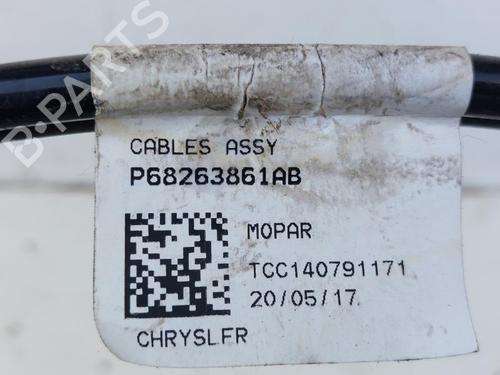 B-PARTS
CABLES ASSY
P68263861AB
MOPAR
TCC140791171
20/05/17
CHRYSLER